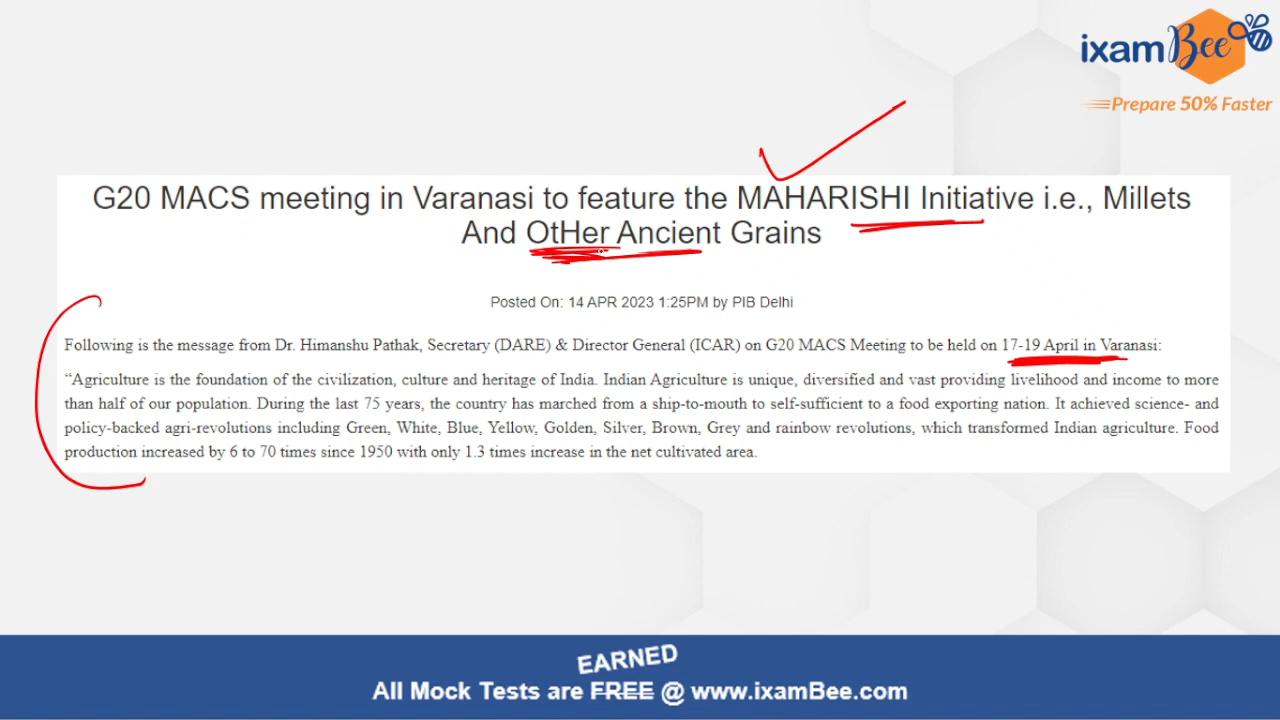 ixamBee
Prepare 50% Faster
G20 MACS meeting in Varanasi to feature the MAHARISHI Initiative i.e., Millets
And OtHer Ancient Grains
Posted On: 14 APR 2023 1:25PM by PIB Delhi
Following is the message from Dr. Himanshu Pathak, Secretary (DARE) & Director General (ICAR) on G20 MACS Meeting to be held on 17-19 April in Varanasi:
“Agriculture is the foundation of the civilization, culture and heritage of India. Indian Agriculture is unique, diversified and vast providing livelihood and income to more
than half of our population. During the last 75 years, the country has marched from a ship-to-mouth to self-sufficient to a food exporting nation. It achieved science- and
policy-backed agri-revolutions including Green, White, Blue, Yellow, Golden, Silver, Brown, Grey and rainbow revolutions, which transformed Indian agriculture. Food
production increased by 6 to 70 times since 1950 with only 1.3 times increase in the net cultivated area.
EARNED
All Mock Tests are FREE @ www.ixamBee.com